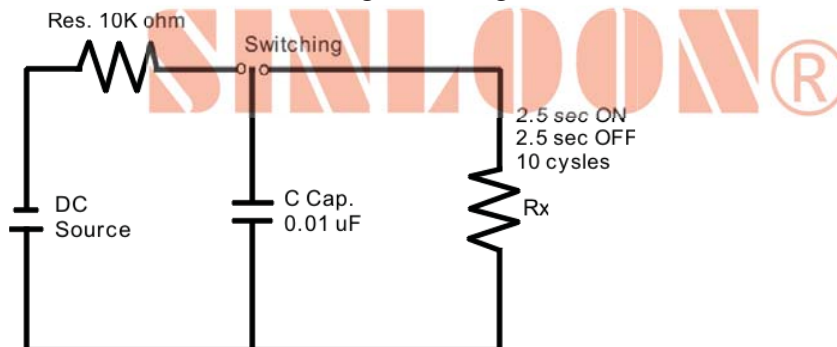 Res. 10K ohm
SINLOON®
Switching
2.5 sec ON
2.5 sec OFF
10 cysles
DC
Source
C Cap.
0.01 uF
Rx